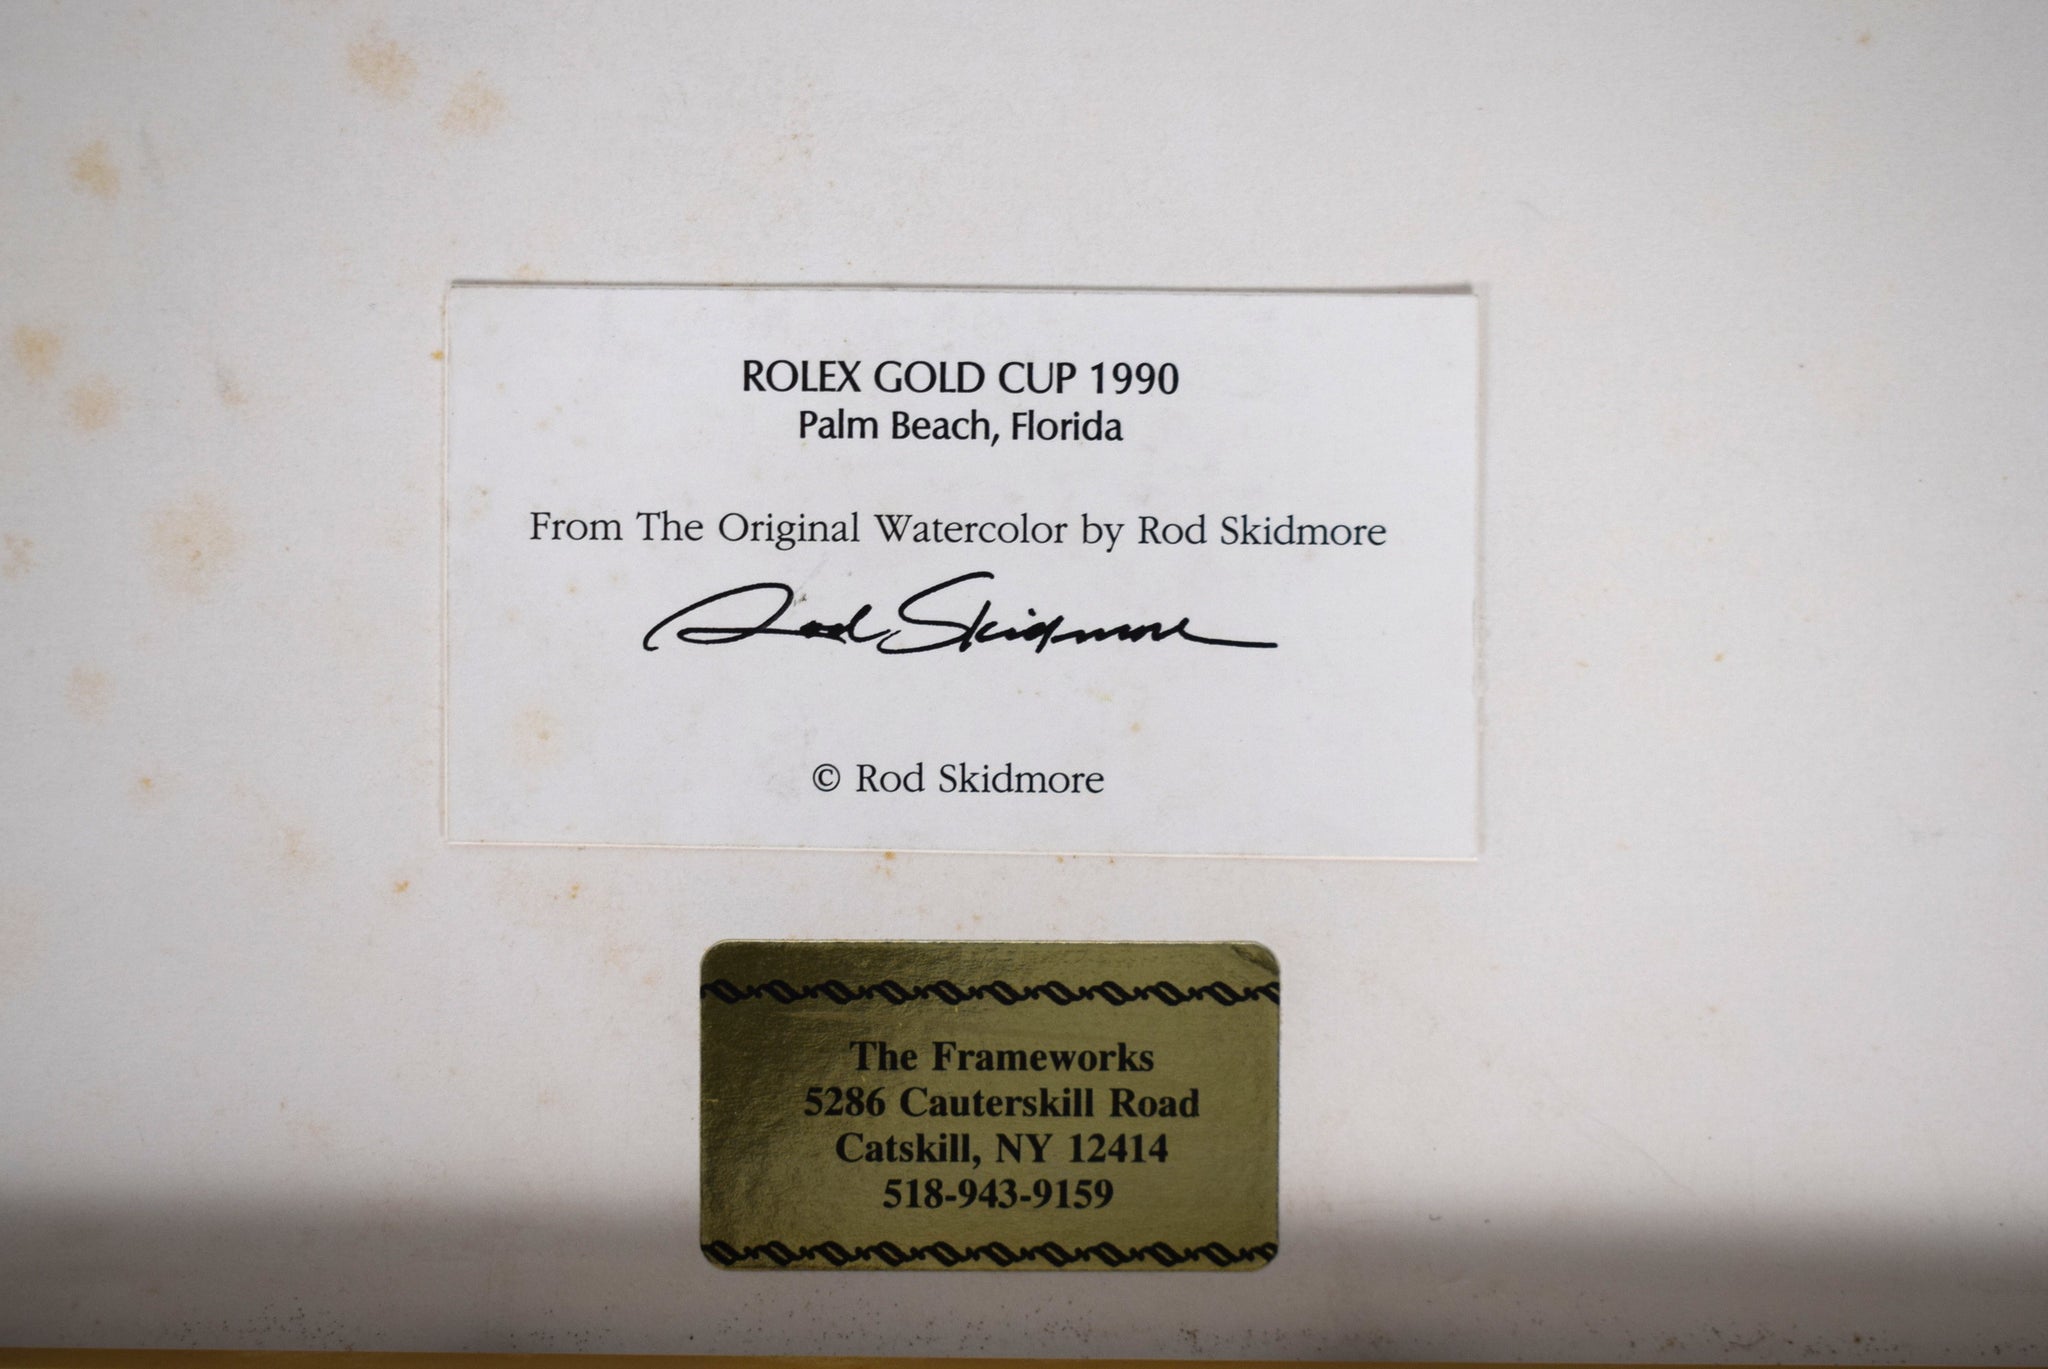 ROLEX GOLD CUP 1990
Palm Beach, Florida
From The Original Watercolor by Rod Skidmore
Rod Skidmore
© Rod Skidmore
The Frameworks
5286 Cauterskill Road
Catskill, NY 12414
518-943-9159